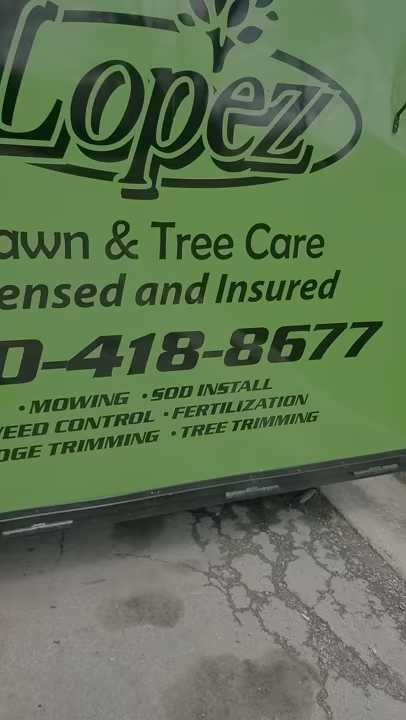 Lopez
awn & Tree Care
ensed and Insured
0-418-8677
• MOWING • SOD INSTALL
WEED CONTROL • FERTILIZATION
DGE TRIMMING • TREE TRIMMING